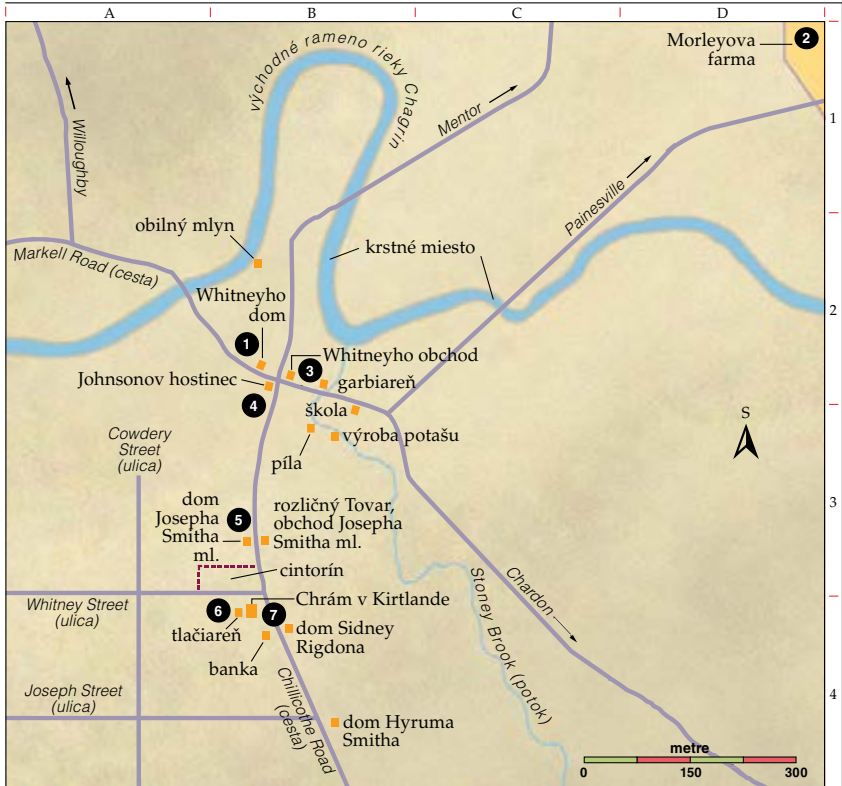 A
B
C
D
Morleyova
farma
2
východné rameno rieky Chagrin
Mentor
Willoughby
1
Painesville
obilný mlyn
krstné miesto
Markell Road (cesta)
Whitneyho
dom
2
1
Whitneyho obchod
3
garbiareň
Johnsonov hostinec
4
škola
výroba potašu
píla
S
Cowdery
Street
(ulica)
3
dom
Josepha
Smitha
ml.
5
rozličný Tovar,
obchod Josepha
Smitha ml.
cintorín
Stoney Brook (potok)
Chardon
Whitney Street
(ulica)
Chrám v Kirtlande
6
7
tlačiareň
dom Sidney
Rigdona
banka
Joseph Street
(ulica)
Chillicothe Road
(cesta)
4
dom Hyruma
Smitha
metre
0
150
300